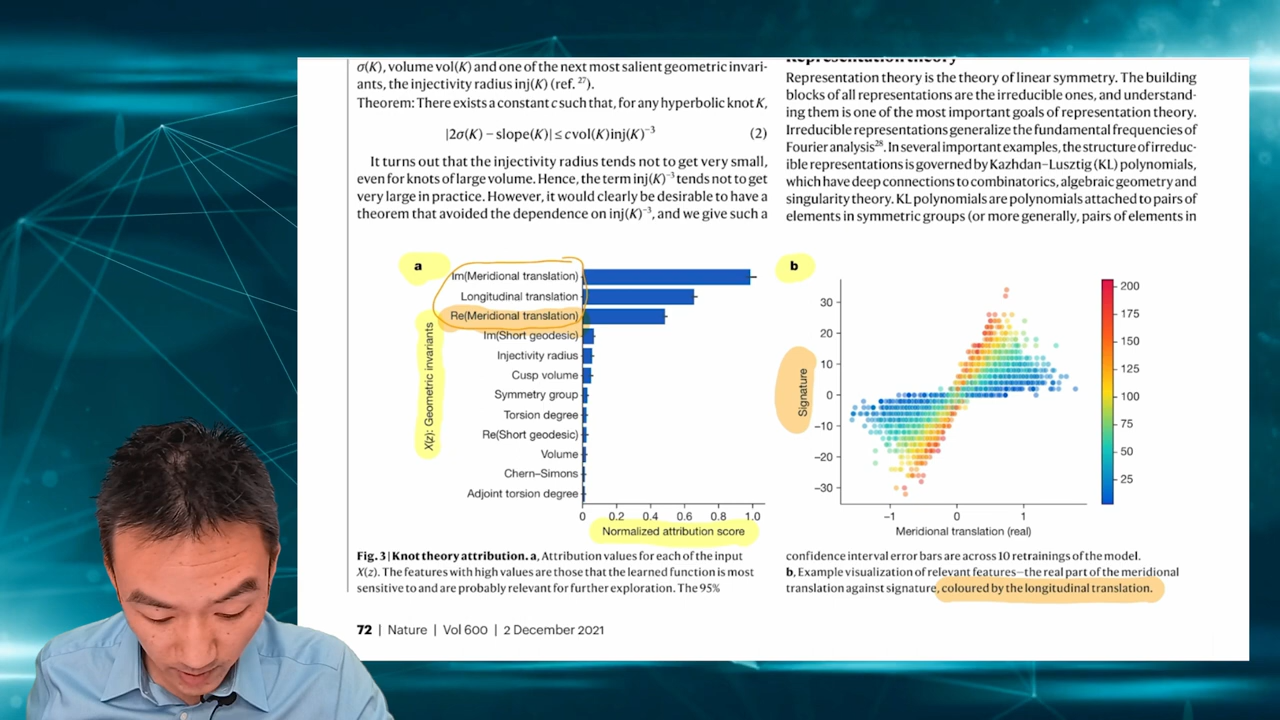 σ(K), volume vol(K) and one of the next most salient geometric invari-
ants, the injectivity radius inj(K) (ref. 27).
Theorem: There exists a constant c such that, for any hyperbolic knot K,
|2σ(K) − slope(K)| ≤ cvol(K)inj(K)⁻³ (2)
It turns out that the injectivity radius tends not to get very small,
even for knots of large volume. Hence, the term inj(K)⁻³ tends not to get
very large in practice. However, it would clearly be desirable to have a
theorem that avoided the dependence on inj(K)⁻³, and we give such a
Representation theory
Representation theory is the theory of linear symmetry. The building
blocks of all representations are the irreducible ones, and understand-
ing them is one of the most important goals of representation theory.
Irreducible representations generalize the fundamental frequencies of
Fourier analysis²⁸. In several important examples, the structure of irreduc-
ible representations is governed by Kazhdan–Lusztig (KL) polynomials,
which have deep connections to combinatorics, algebraic geometry and
singularity theory. KL polynomials are polynomials attached to pairs of
elements in symmetric groups (or more generally, pairs of elements in
a
X(z): Geometric invariants
Im(Meridional translation)
Longitudinal translation
Re(Meridional translation)
Im(Short geodesic)
Injectivity radius
Cusp volume
Symmetry group
Torsion degree
Re(Short geodesic)
Volume
Chern–Simons
Adjoint torsion degree
0 0.2 0.4 0.6 0.8 1.0
Normalized attribution score
b
Signature
30
20
10
0
−10
−20
−30
−1 0 1
Meridional translation (real)
200
175
150
125
100
75
50
25
Fig. 3 | Knot theory attribution. a, Attribution values for each of the input
X(z). The features with high values are those that the learned function is most
sensitive to and are probably relevant for further exploration. The 95%
confidence interval error bars are across 10 retrainings of the model.
b, Example visualization of relevant features—the real part of the meridional
translation against signature, coloured by the longitudinal translation.
72 | Nature | Vol 600 | 2 December 2021